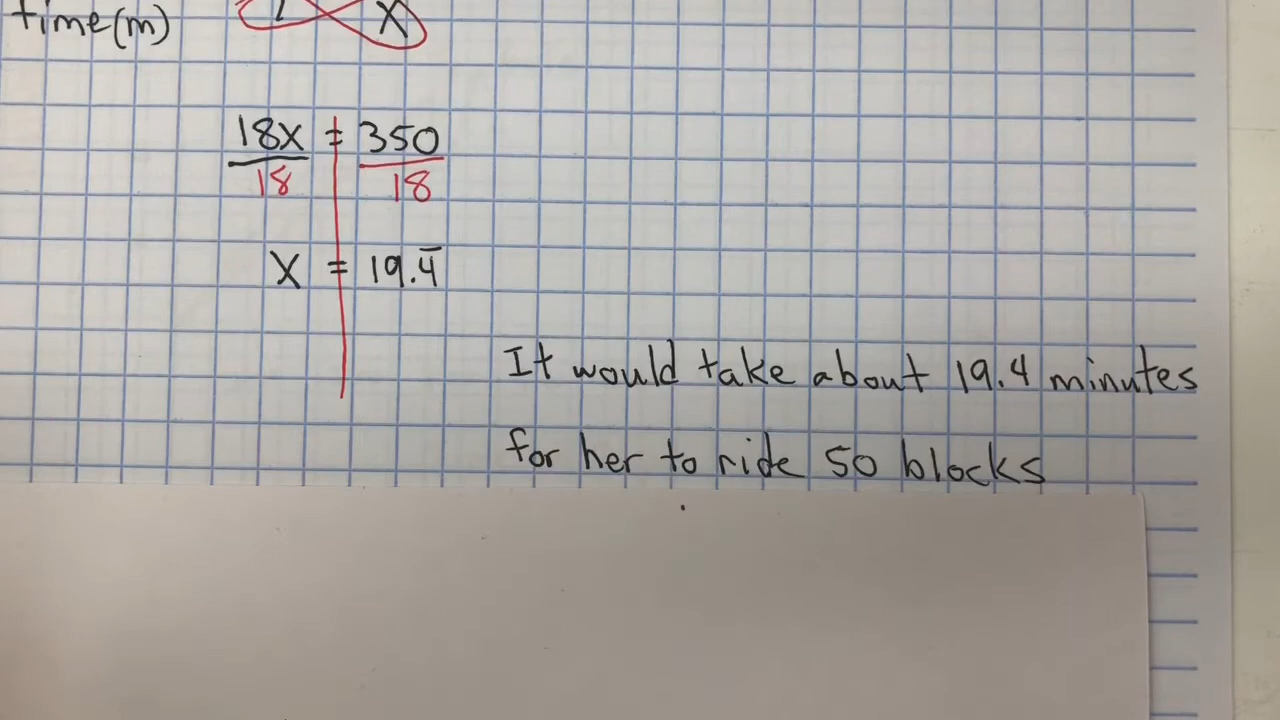 time(m) X
18X = 350
18 18
X = 19.4̅
It would take about 19.4 minutes
for her to ride 50 blocks